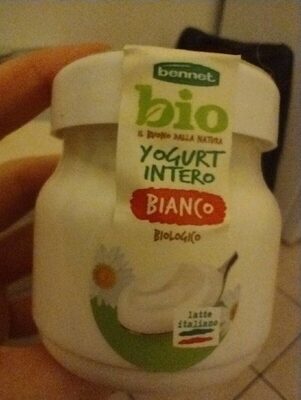 bennet
bio
IL BUONO DALLA NATURA
YOGURT
INTERO
BIANCO
BIOLOGICO
latte
italiano